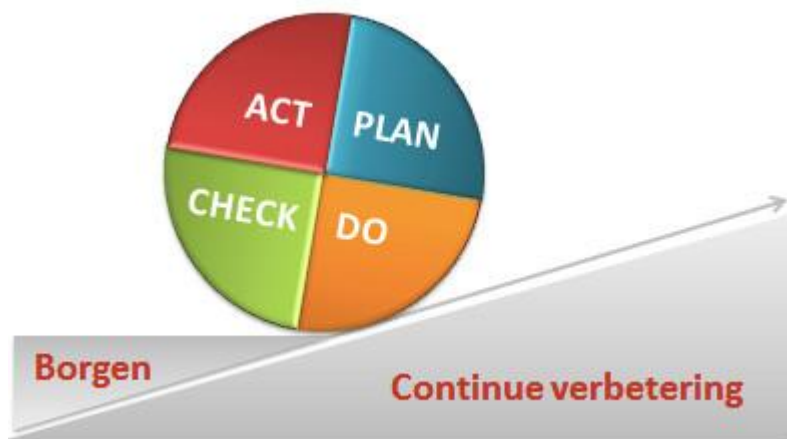 ACT
PLAN
CHECK
DO
Borgen
Continue verbetering